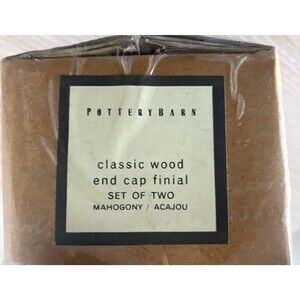 POTTERYBARN
classic wood
end cap finial
SET OF TWO
MAHOGONY / ACAJOU